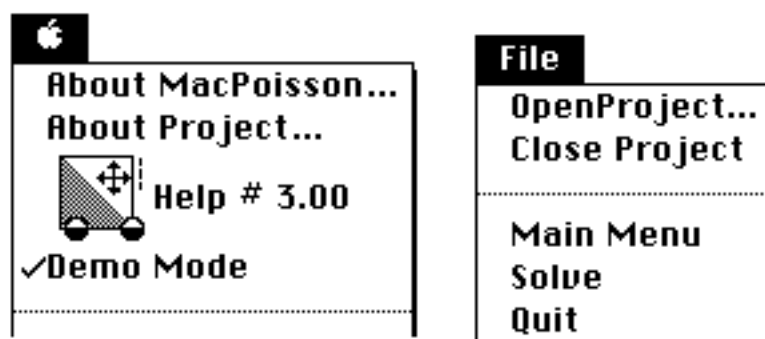 About MacPoisson...
About Project...
Help # 3.00
✓Demo Mode
File
OpenProject...
Close Project
Main Menu
Solve
Quit